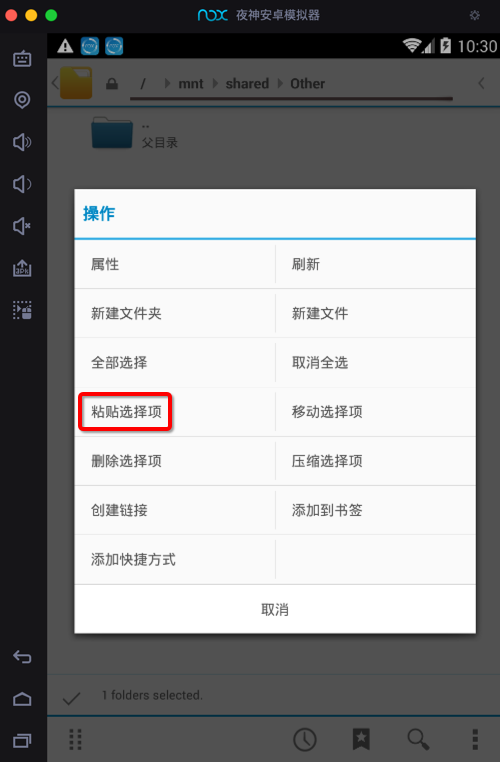 nox 夜神安卓模拟器
10:30
/ mnt shared Other
..
父目录
操作
属性 刷新
新建文件夹 新建文件
全部选择 取消全选
粘贴选择项 移动选择项
删除选择项 压缩选择项
创建链接 添加到书签
添加快捷方式
取消
1 folders selected.